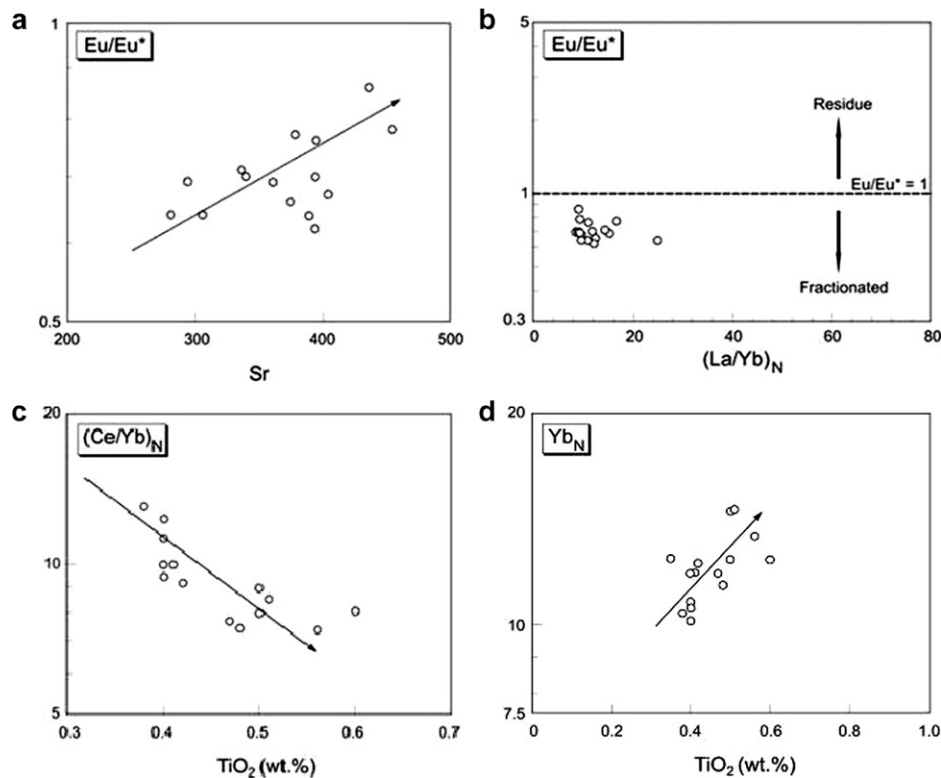 a
1
Eu/Eu*
0.5
200
300
400
500
Sr
b
5
Eu/Eu*
Residue
Eu/Eu* = 1
1
Fractionated
0.3
0
20
40
60
80
(La/Yb)N
c
20
(Ce/Yb)N
10
5
0.3
0.4
0.5
0.6
0.7
TiO2 (wt.%)
d
20
YbN
10
7.5
0
0.2
0.4
0.6
0.8
1.0
TiO2 (wt.%)